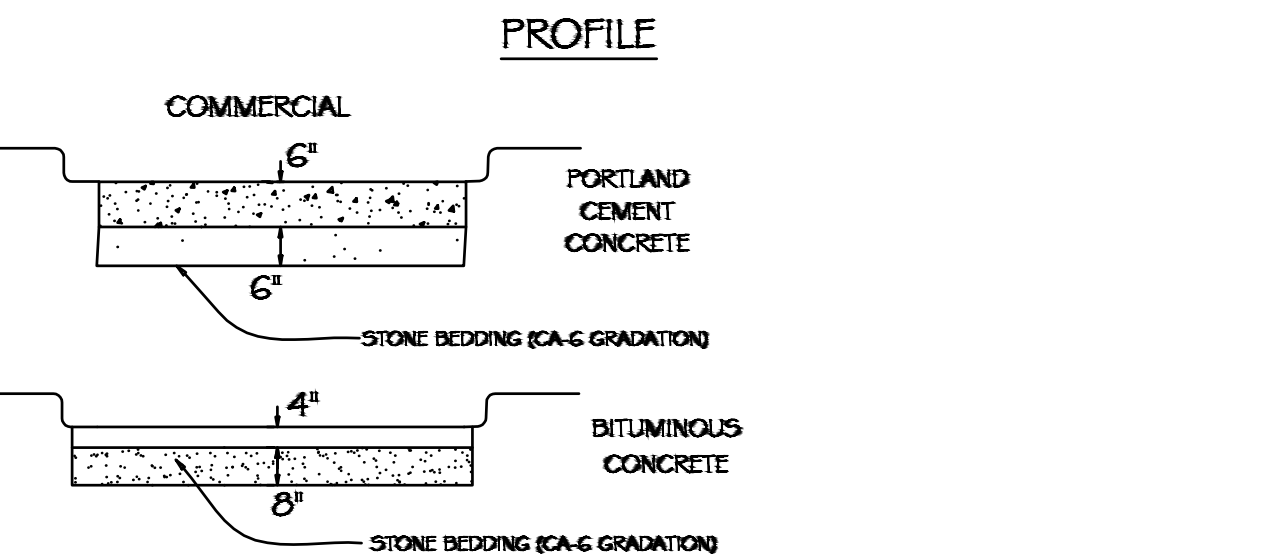 PROFILE
COMMERCIAL
6"
PORTLAND
CEMENT
CONCRETE
6"
STONE BEDDING (CA-6 GRADATION)
4"
BITUMINOUS
CONCRETE
8"
STONE BEDDING (CA-6 GRADATION)